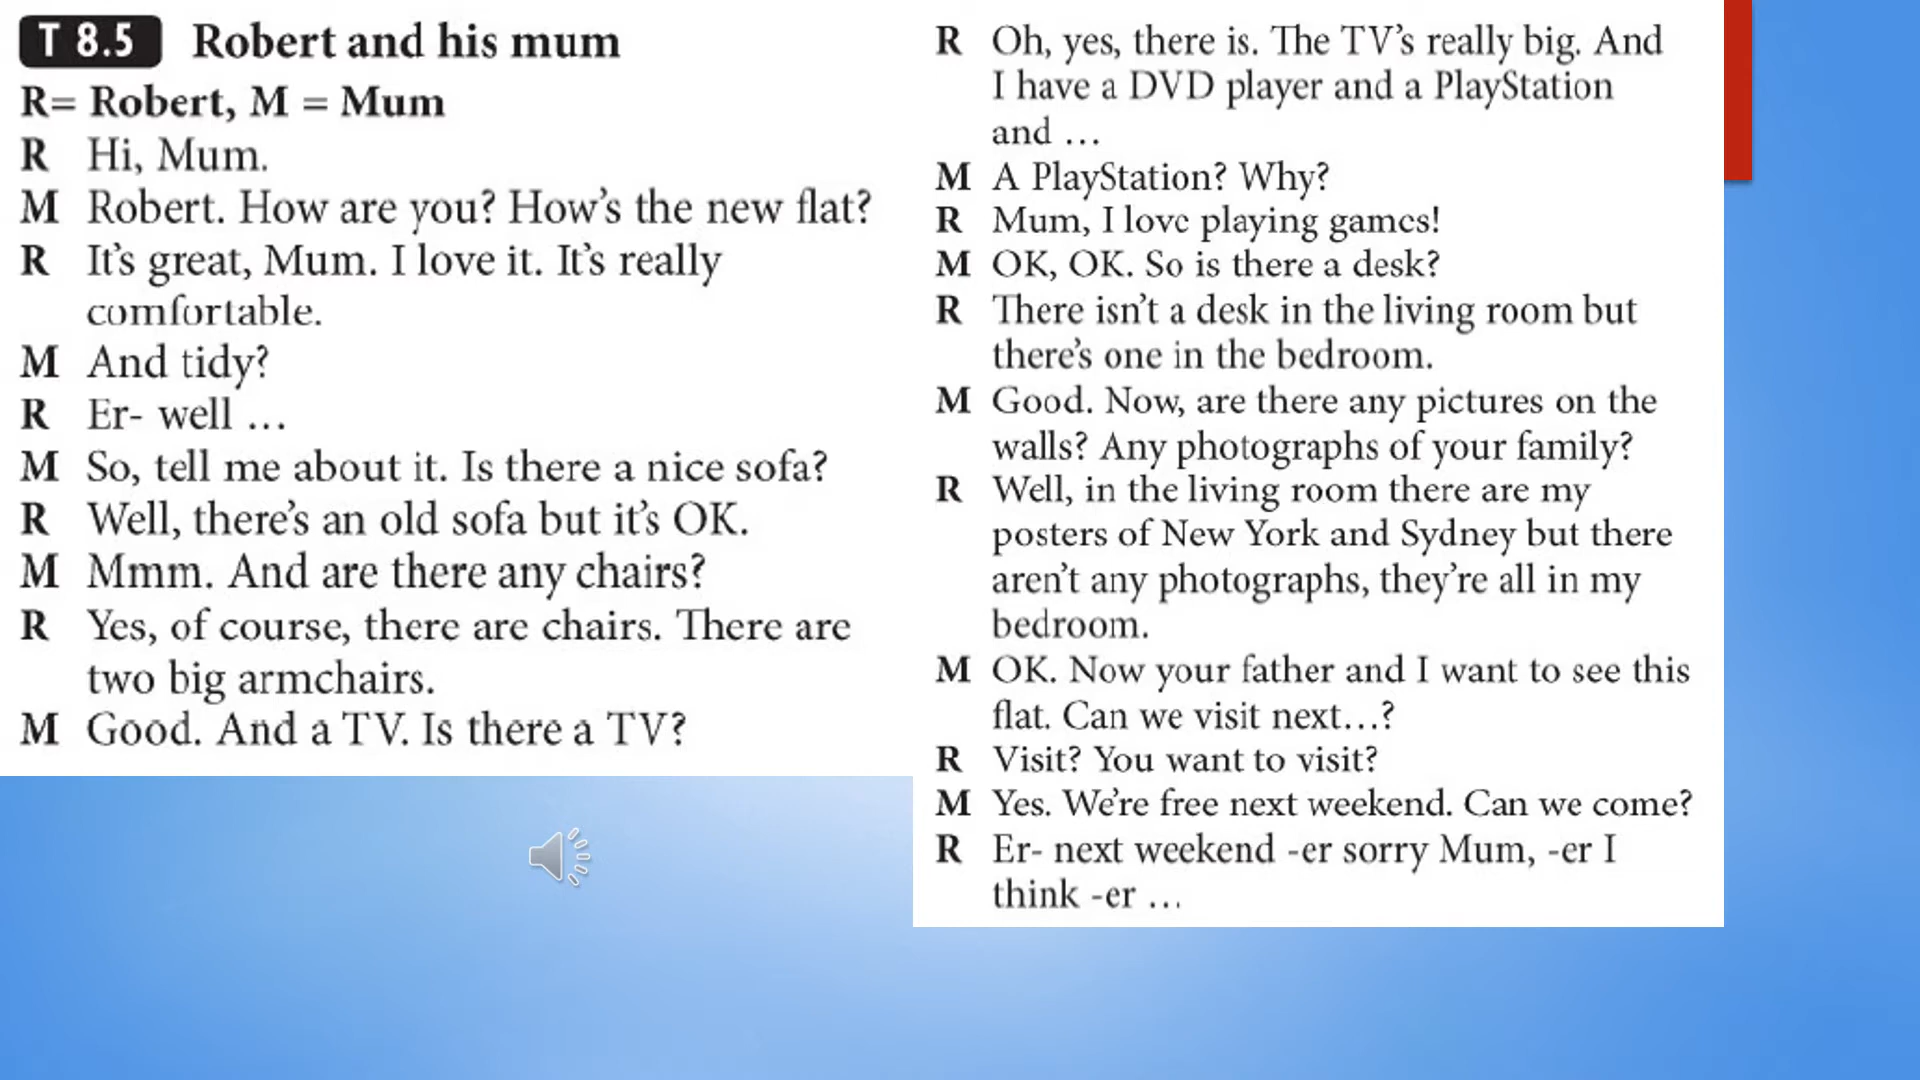 T 8.5 Robert and his mum
R= Robert, M = Mum
R Hi, Mum.
M Robert. How are you? How's the new flat?
R It's great, Mum. I love it. It's really
comfortable.
M And tidy?
R Er- well ...
M So, tell me about it. Is there a nice sofa?
R Well, there's an old sofa but it's OK.
M Mmm. And are there any chairs?
R Yes, of course, there are chairs. There are
two big armchairs.
M Good. And a TV. Is there a TV?
R Oh, yes, there is. The TV's really big. And
I have a DVD player and a PlayStation
and ...
M A PlayStation? Why?
R Mum, I love playing games!
M OK, OK. So is there a desk?
R There isn't a desk in the living room but
there's one in the bedroom.
M Good. Now, are there any pictures on the
walls? Any photographs of your family?
R Well, in the living room there are my
posters of New York and Sydney but there
aren't any photographs, they're all in my
bedroom.
M OK. Now your father and I want to see this
flat. Can we visit next...?
R Visit? You want to visit?
M Yes. We're free next weekend. Can we come?
R Er- next weekend -er sorry Mum, -er I
think -er ...